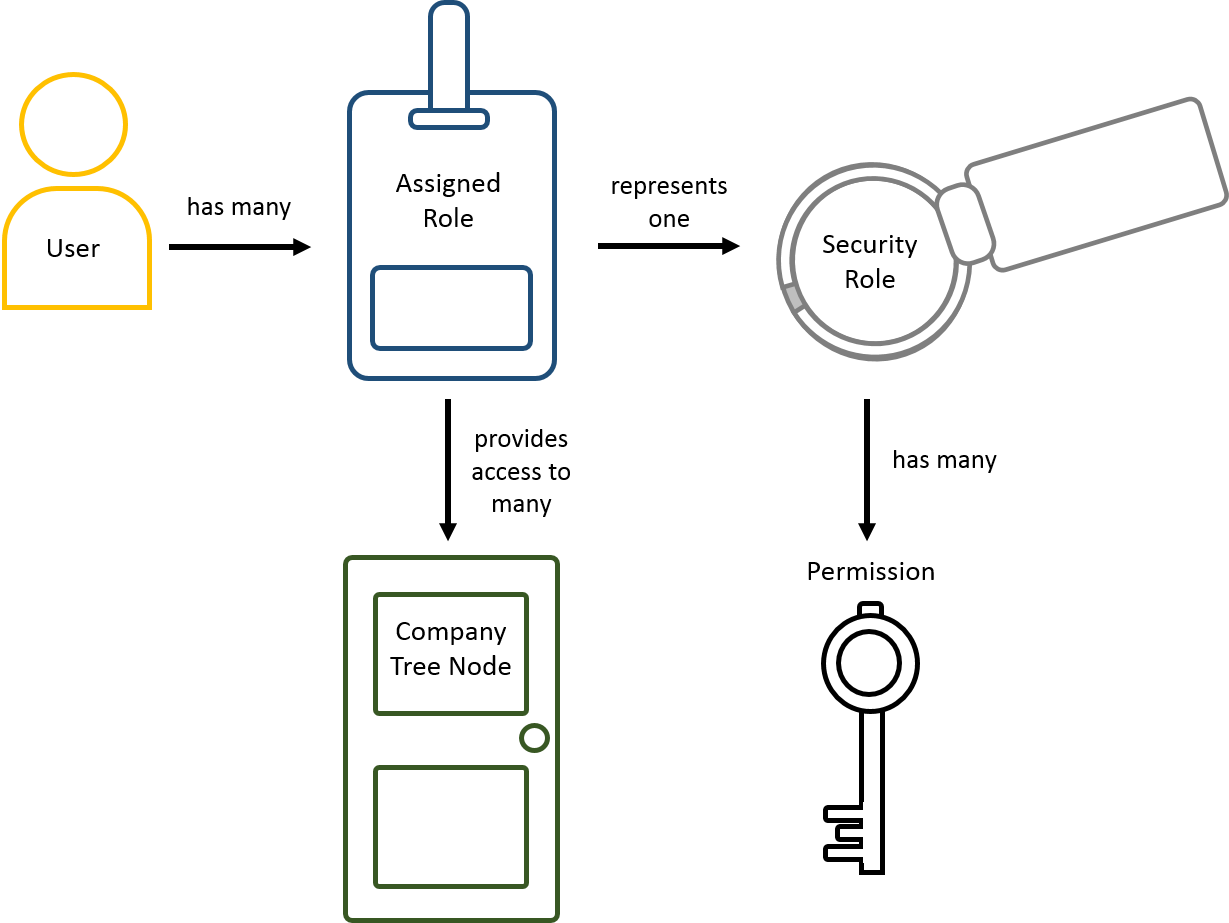 User
has many
Assigned
Role
represents
one
Security
Role
provides
access to
many
has many
Company
Tree Node
Permission